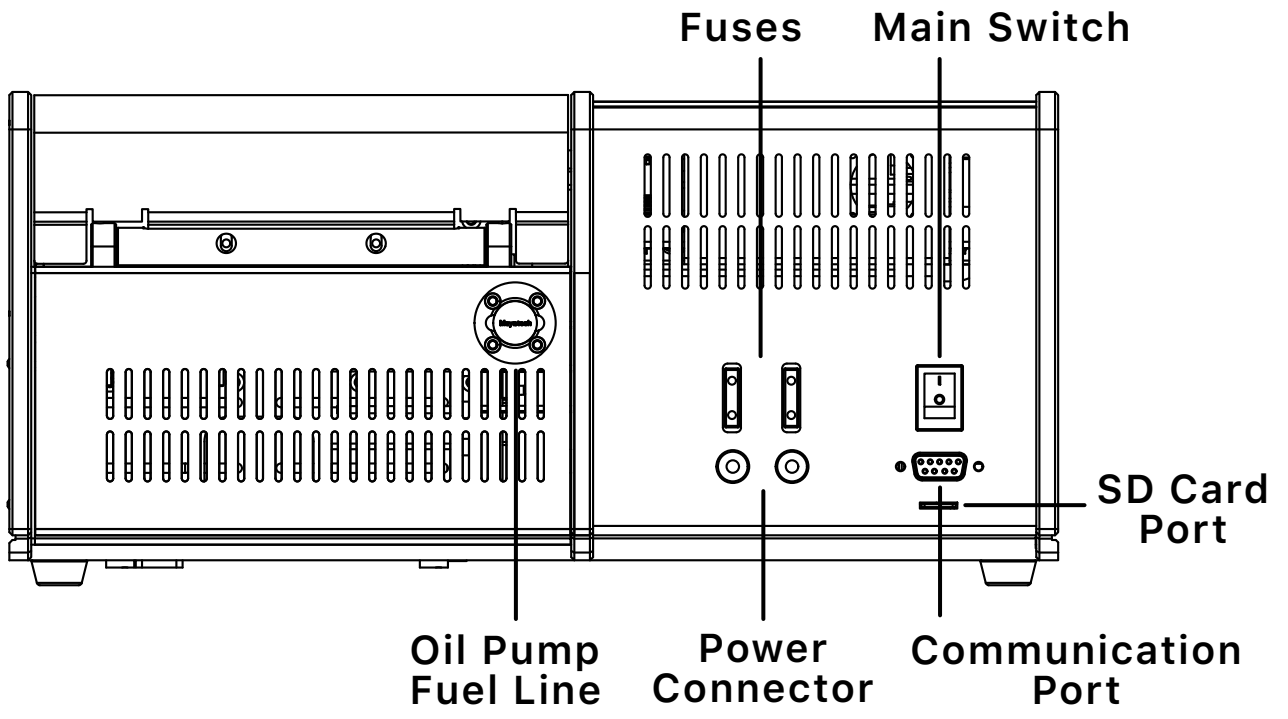 Fuses
Main Switch
SD Card
Port
Oil Pump
Fuel Line
Power
Connector
Communication
Port